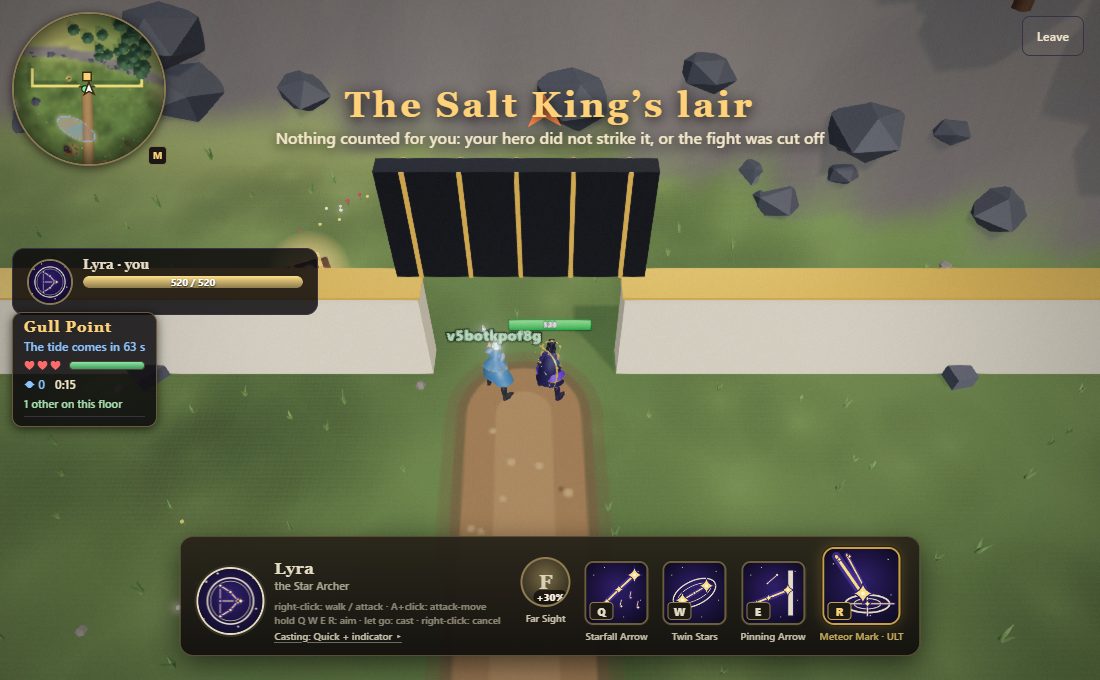 Leave
The Salt King's lair
Nothing counted for you: your hero did not strike it, or the fight was cut off
M
Lyra · you
520 / 520
Gull Point
The tide comes in 63 s
0 0:15
1 other on this floor
v5botkpof8g
Lyra
the Star Archer
right-click: walk / attack · A+click: attack-move
hold Q W E R: aim · let go: cast · right-click: cancel
Casting: Quick + indicator ▸
F
+30%
Far Sight
Q
Starfall Arrow
W
Twin Stars
E
Pinning Arrow
R
Meteor Mark · ULT